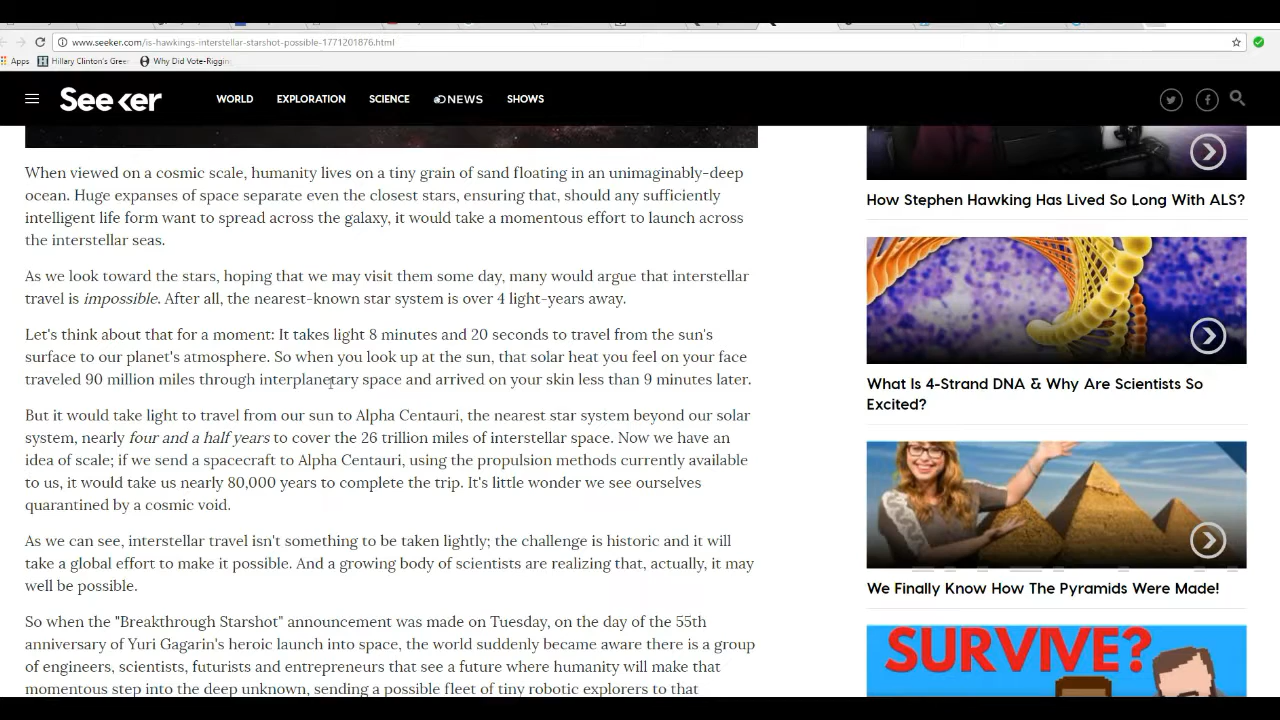 www.seeker.com/is-hawkings-interstellar-starshot-possible-1771201876.html
Apps
Hillary Clinton's Gree
Why Did Vote-Riggin
Seeker
WORLD
EXPLORATION
SCIENCE
NEWS
SHOWS
When viewed on a cosmic scale, humanity lives on a tiny grain of sand floating in an unimaginably-deep
ocean. Huge expanses of space separate even the closest stars, ensuring that, should any sufficiently
intelligent life form want to spread across the galaxy, it would take a momentous effort to launch across
the interstellar seas.
As we look toward the stars, hoping that we may visit them some day, many would argue that interstellar
travel is impossible. After all, the nearest-known star system is over 4 light-years away.
Let's think about that for a moment: It takes light 8 minutes and 20 seconds to travel from the sun's
surface to our planet's atmosphere. So when you look up at the sun, that solar heat you feel on your face
traveled 90 million miles through interplanetary space and arrived on your skin less than 9 minutes later.
But it would take light to travel from our sun to Alpha Centauri, the nearest star system beyond our solar
system, nearly four and a half years to cover the 26 trillion miles of interstellar space. Now we have an
idea of scale; if we send a spacecraft to Alpha Centauri, using the propulsion methods currently available
to us, it would take us nearly 80,000 years to complete the trip. It's little wonder we see ourselves
quarantined by a cosmic void.
As we can see, interstellar travel isn't something to be taken lightly; the challenge is historic and it will
take a global effort to make it possible. And a growing body of scientists are realizing that, actually, it may
well be possible.
So when the "Breakthrough Starshot" announcement was made on Tuesday, on the day of the 55th
anniversary of Yuri Gagarin's heroic launch into space, the world suddenly became aware there is a group
of engineers, scientists, futurists and entrepreneurs that see a future where humanity will make that
momentous step into the deep unknown, sending a possible fleet of tiny robotic explorers to that
How Stephen Hawking Has Lived So Long With ALS?
What Is 4-Strand DNA & Why Are Scientists So
Excited?
We Finally Know How The Pyramids Were Made!
SURVIVE?